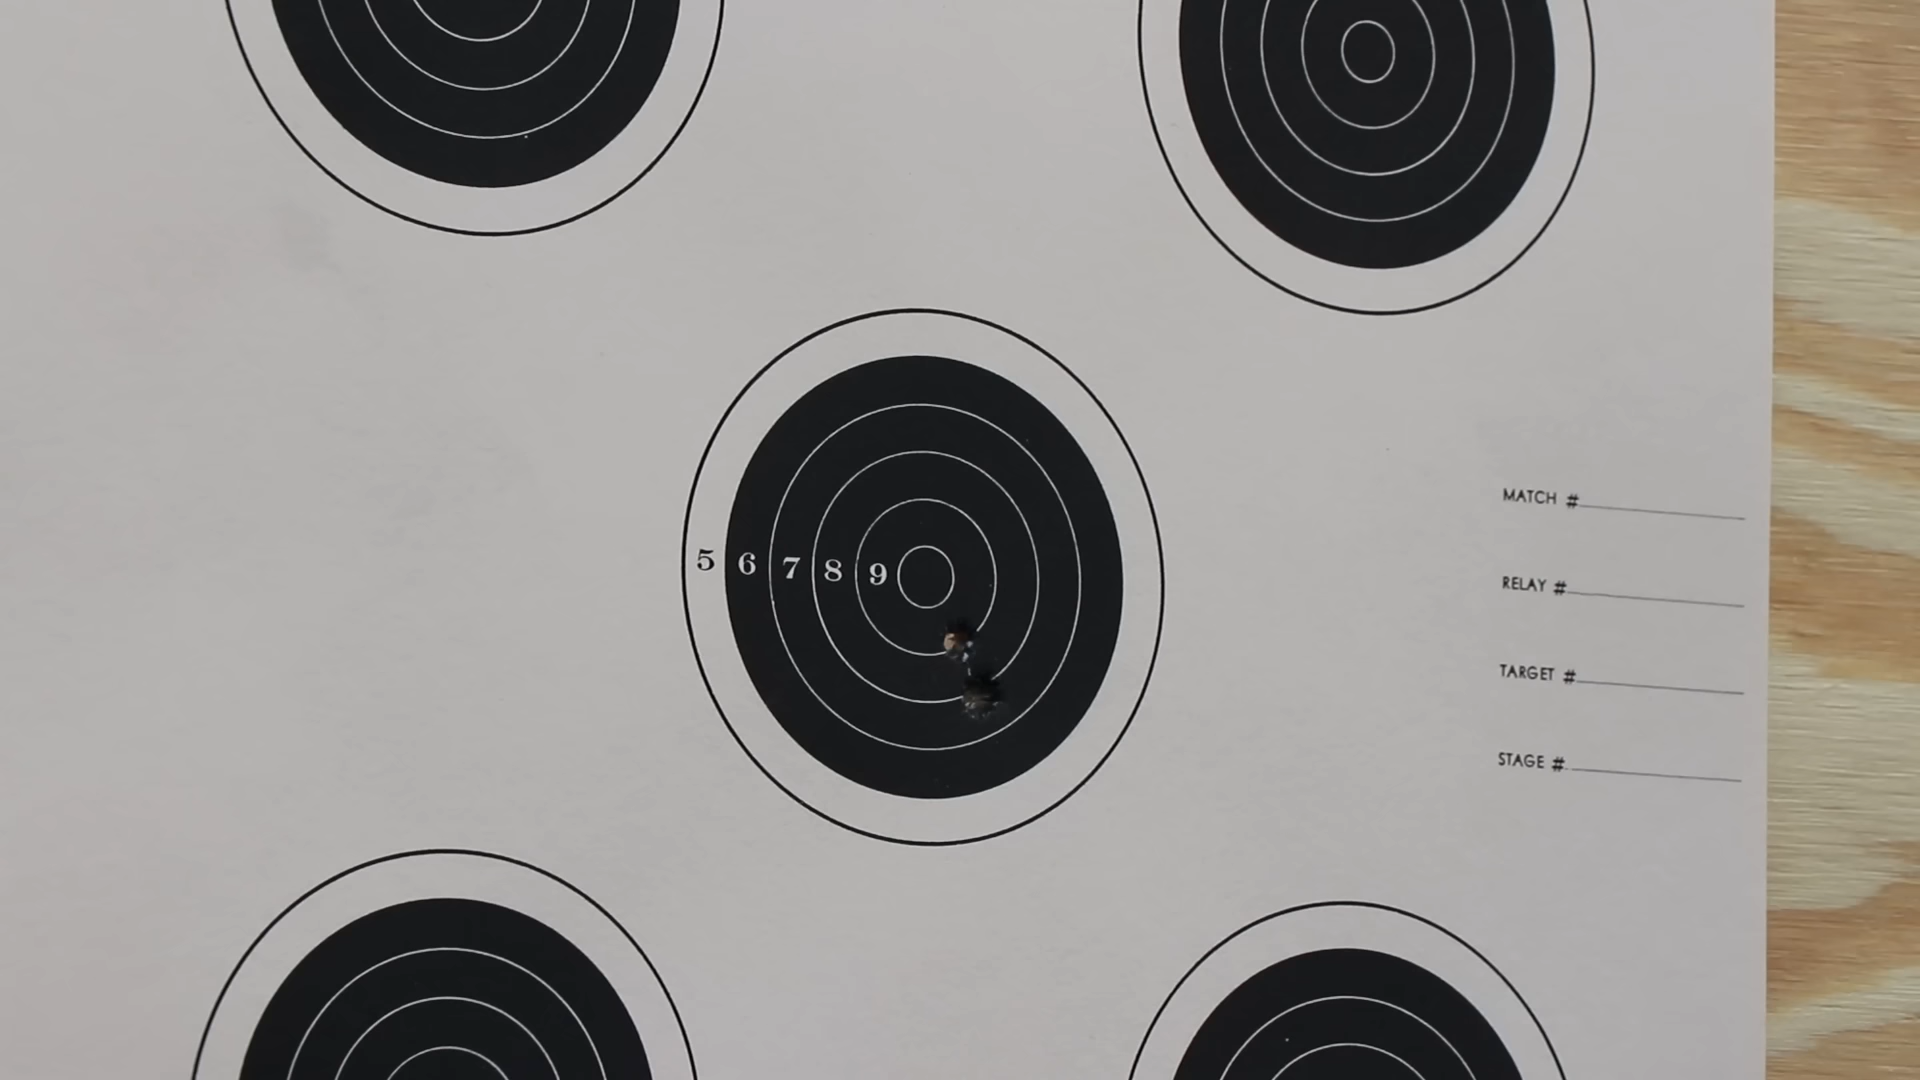 MATCH #
5 6 7 8 9
RELAY #
TARGET #
STAGE #